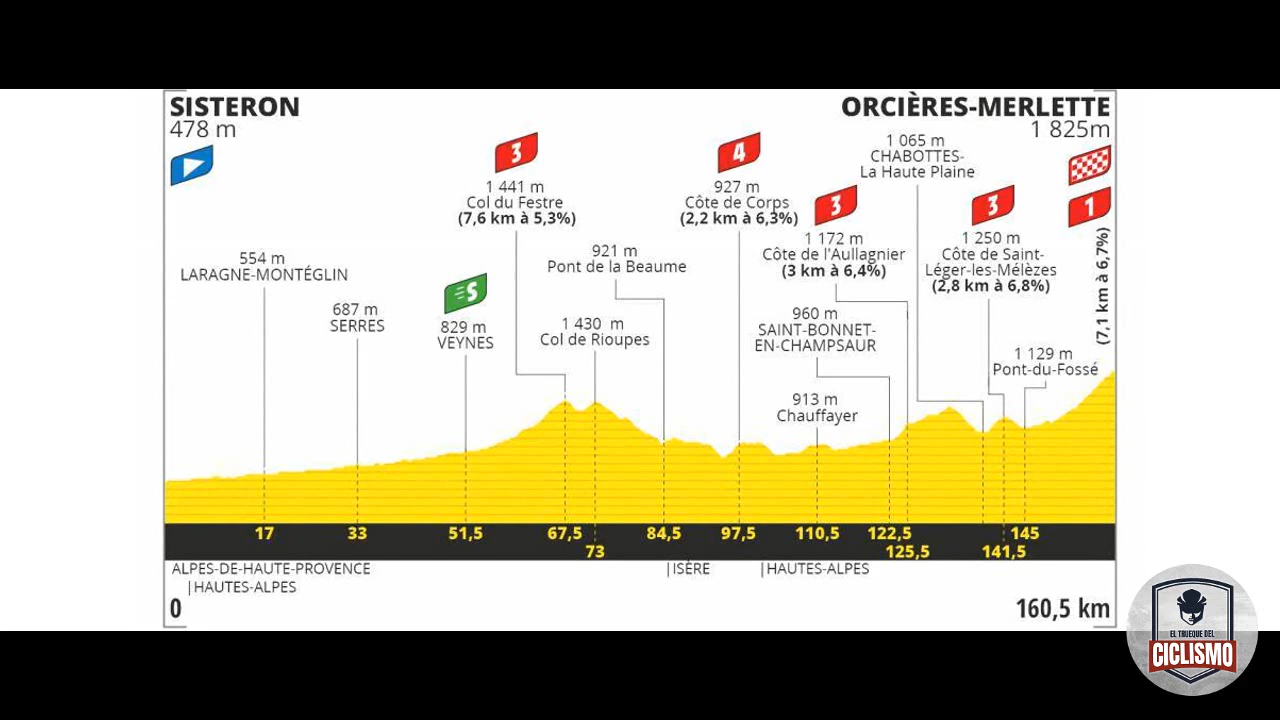 SISTERON
478 m
ORCIÈRES-MERLETTE
1 825m
1 065 m
CHABOTTES-
La Haute Plaine
3
1 441 m
Col du Festre
(7,6 km à 5,3%)
4
927 m
Côte de Corps
(2,2 km à 6,3%)
3
1 172 m
Côte de l'Aullagnier
(3 km à 6,4%)
3
1 250 m
Côte de Saint-
Léger-les-Mélèzes
(2,8 km à 6,8%)
1
(7,1 km à 6,7%)
554 m
LARAGNE-MONTÉGLIN
687 m
SERRES
S
829 m
VEYNES
921 m
Pont de la Beaume
1 430 m
Col de Rioupes
960 m
SAINT-BONNET-
EN-CHAMPSAUR
913 m
Chauffayer
1 129 m
Pont-du-Fossé
17 33 51,5 67,5 84,5 97,5 110,5 122,5 145
73 125,5 141,5
ALPES-DE-HAUTE-PROVENCE |ISÈRE |HAUTES-ALPES
|HAUTES-ALPES
0 160,5 km
EL TRUEQUE DEL
CICLISMO